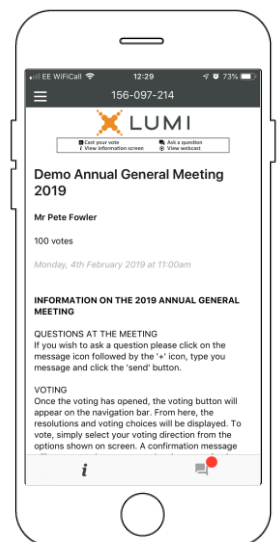 EE WiFiCall 12:29 73%
156-097-214
LUMI
Cast your vote Ask a question
i View information screen View webcast
Demo Annual General Meeting
2019
Mr Pete Fowler
100 votes
Monday, 4th February 2019 at 11:00am
INFORMATION ON THE 2019 ANNUAL GENERAL
MEETING
QUESTIONS AT THE MEETING
If you wish to ask a question please click on the
message icon followed by the '+' icon, type you
message and click the 'send' button.
VOTING
Once the voting has opened, the voting button will
appear on the navigation bar. From here, the
resolutions and voting choices will be displayed. To
vote, simply select your voting direction from the
options shown on screen. A confirmation message
i